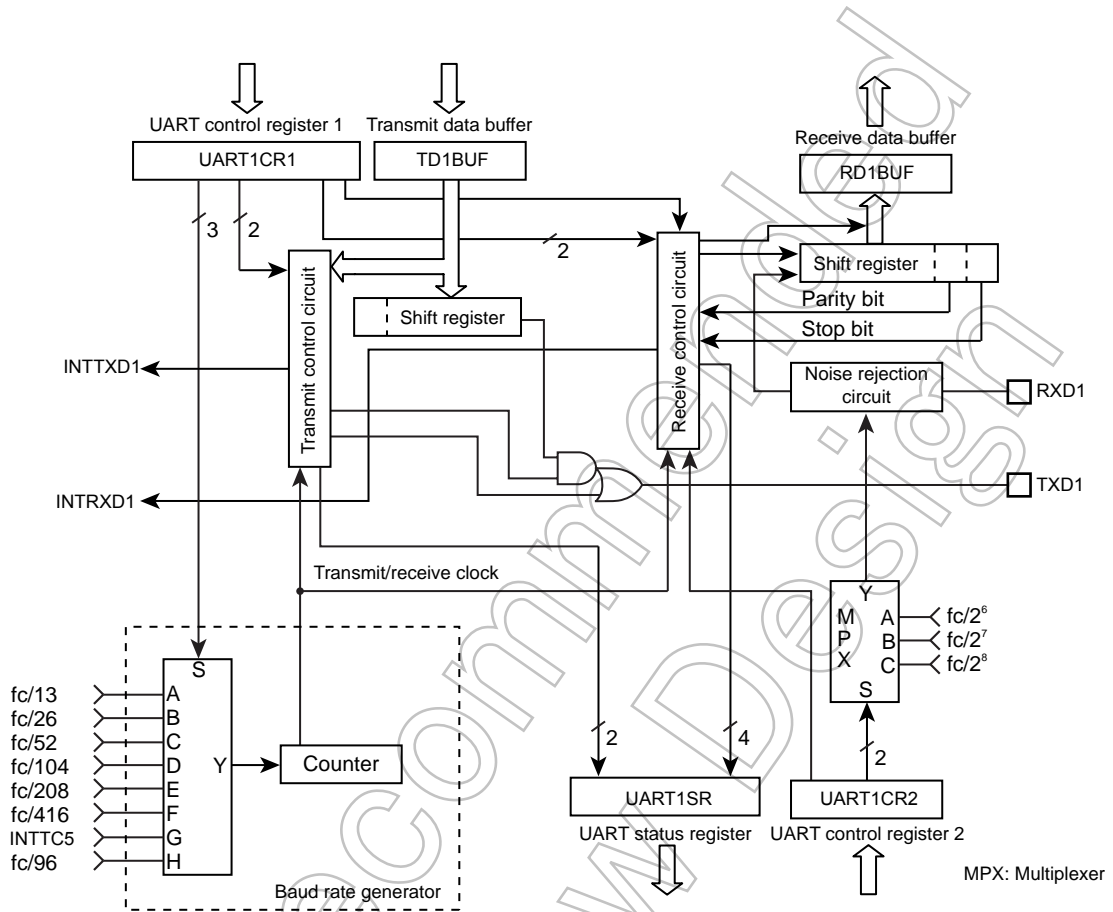 UART control register 1
Transmit data buffer
Receive data buffer
UART1CR1
TD1BUF
RD1BUF
3
2
2
Transmit control circuit
Shift register
Receive control circuit
Shift register
Parity bit
Stop bit
INTTXD1
Noise rejection
circuit
RXD1
INTRXD1
TXD1
Transmit/receive clock
Y
M
P
X
A
B
C
S
fc/2⁶
fc/2⁷
fc/2⁸
S
fc/13
A
fc/26
B
fc/52
C
fc/104
D
fc/208
E
fc/416
F
INTTC5
G
fc/96
H
Y
Counter
2
4
2
UART1SR
UART1CR2
UART status register
UART control register 2
Baud rate generator
MPX: Multiplexer
ecommended
w Design